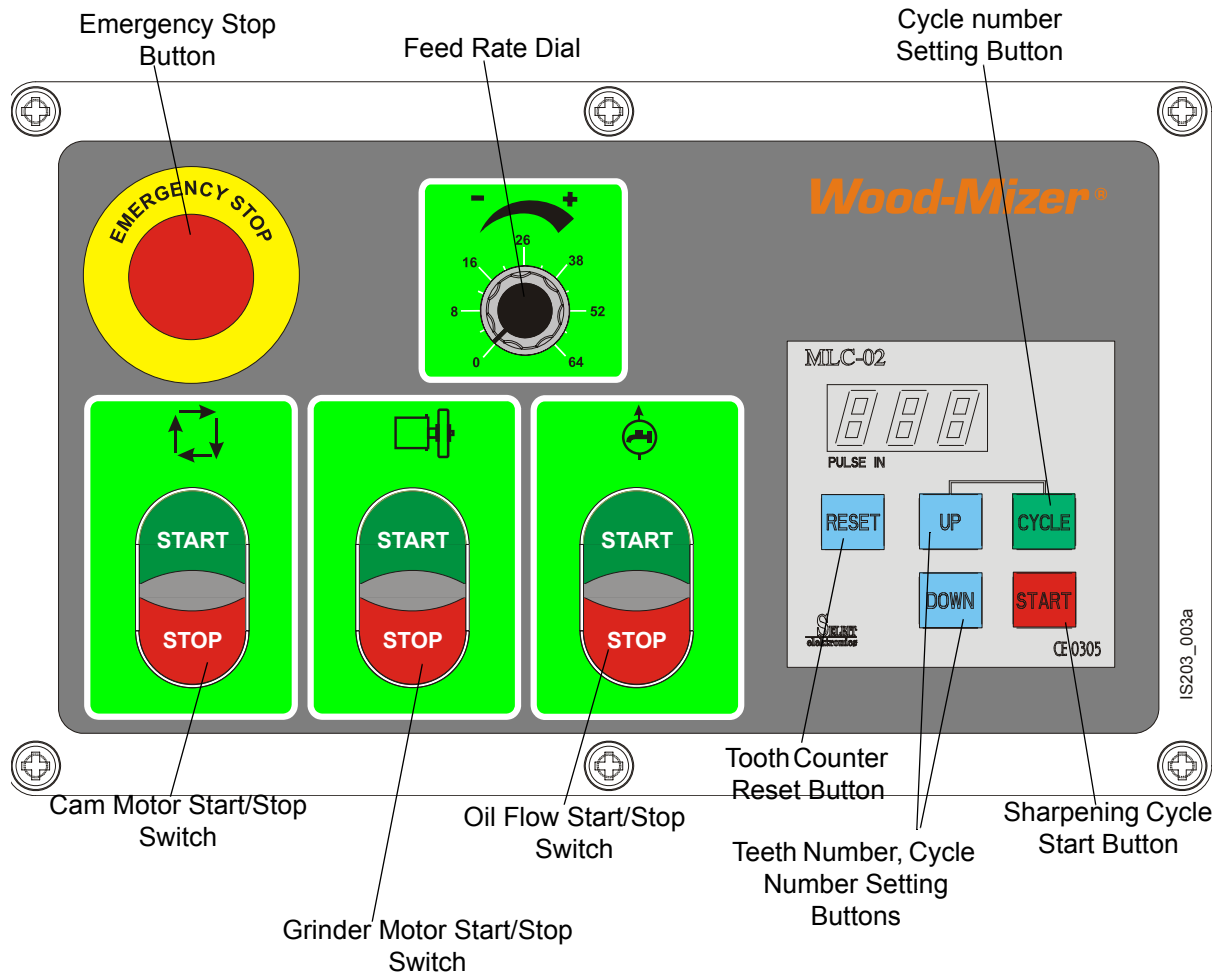 Emergency Stop
Button
Feed Rate Dial
Cycle number
Setting Button
EMERGENCY STOP
- +
26
16 38
8 52
0 64
Wood-Mizer®
MLC-02
888
PULSE IN
RESET UP CYCLE
DOWN START
SELNT
elektronics
CE 0305
START START START
STOP STOP STOP
IS203_003a
Tooth Counter
Reset Button
Cam Motor Start/Stop
Switch
Oil Flow Start/Stop
Switch
Sharpening Cycle
Start Button
Teeth Number, Cycle
Number Setting
Buttons
Grinder Motor Start/Stop
Switch